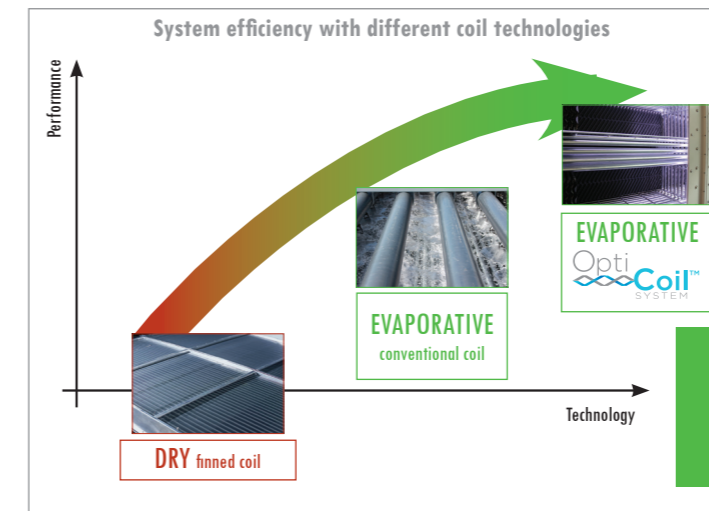 System efficiency with different coil technologies
Performance
EVAPORATIVE
Opti
Coil™
SYSTEM
EVAPORATIVE
conventional coil
Technology
DRY finned coil